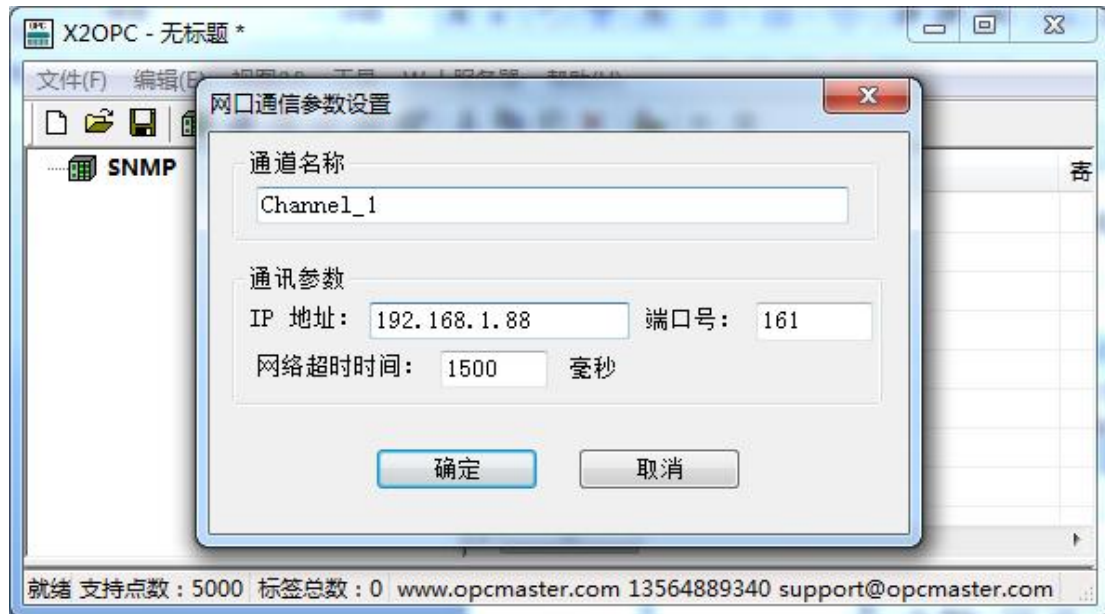 X2OPC - 无标题 *
文件(F) 编辑(E)
网口通信参数设置
SNMP
通道名称
Channel_1
通讯参数
IP 地址: 192.168.1.88 端口号: 161
网络超时时间: 1500 毫秒
确定 取消
就绪 支持点数：5000 标签总数：0 www.opcmaster.com 13564889340 support@opcmaster.com